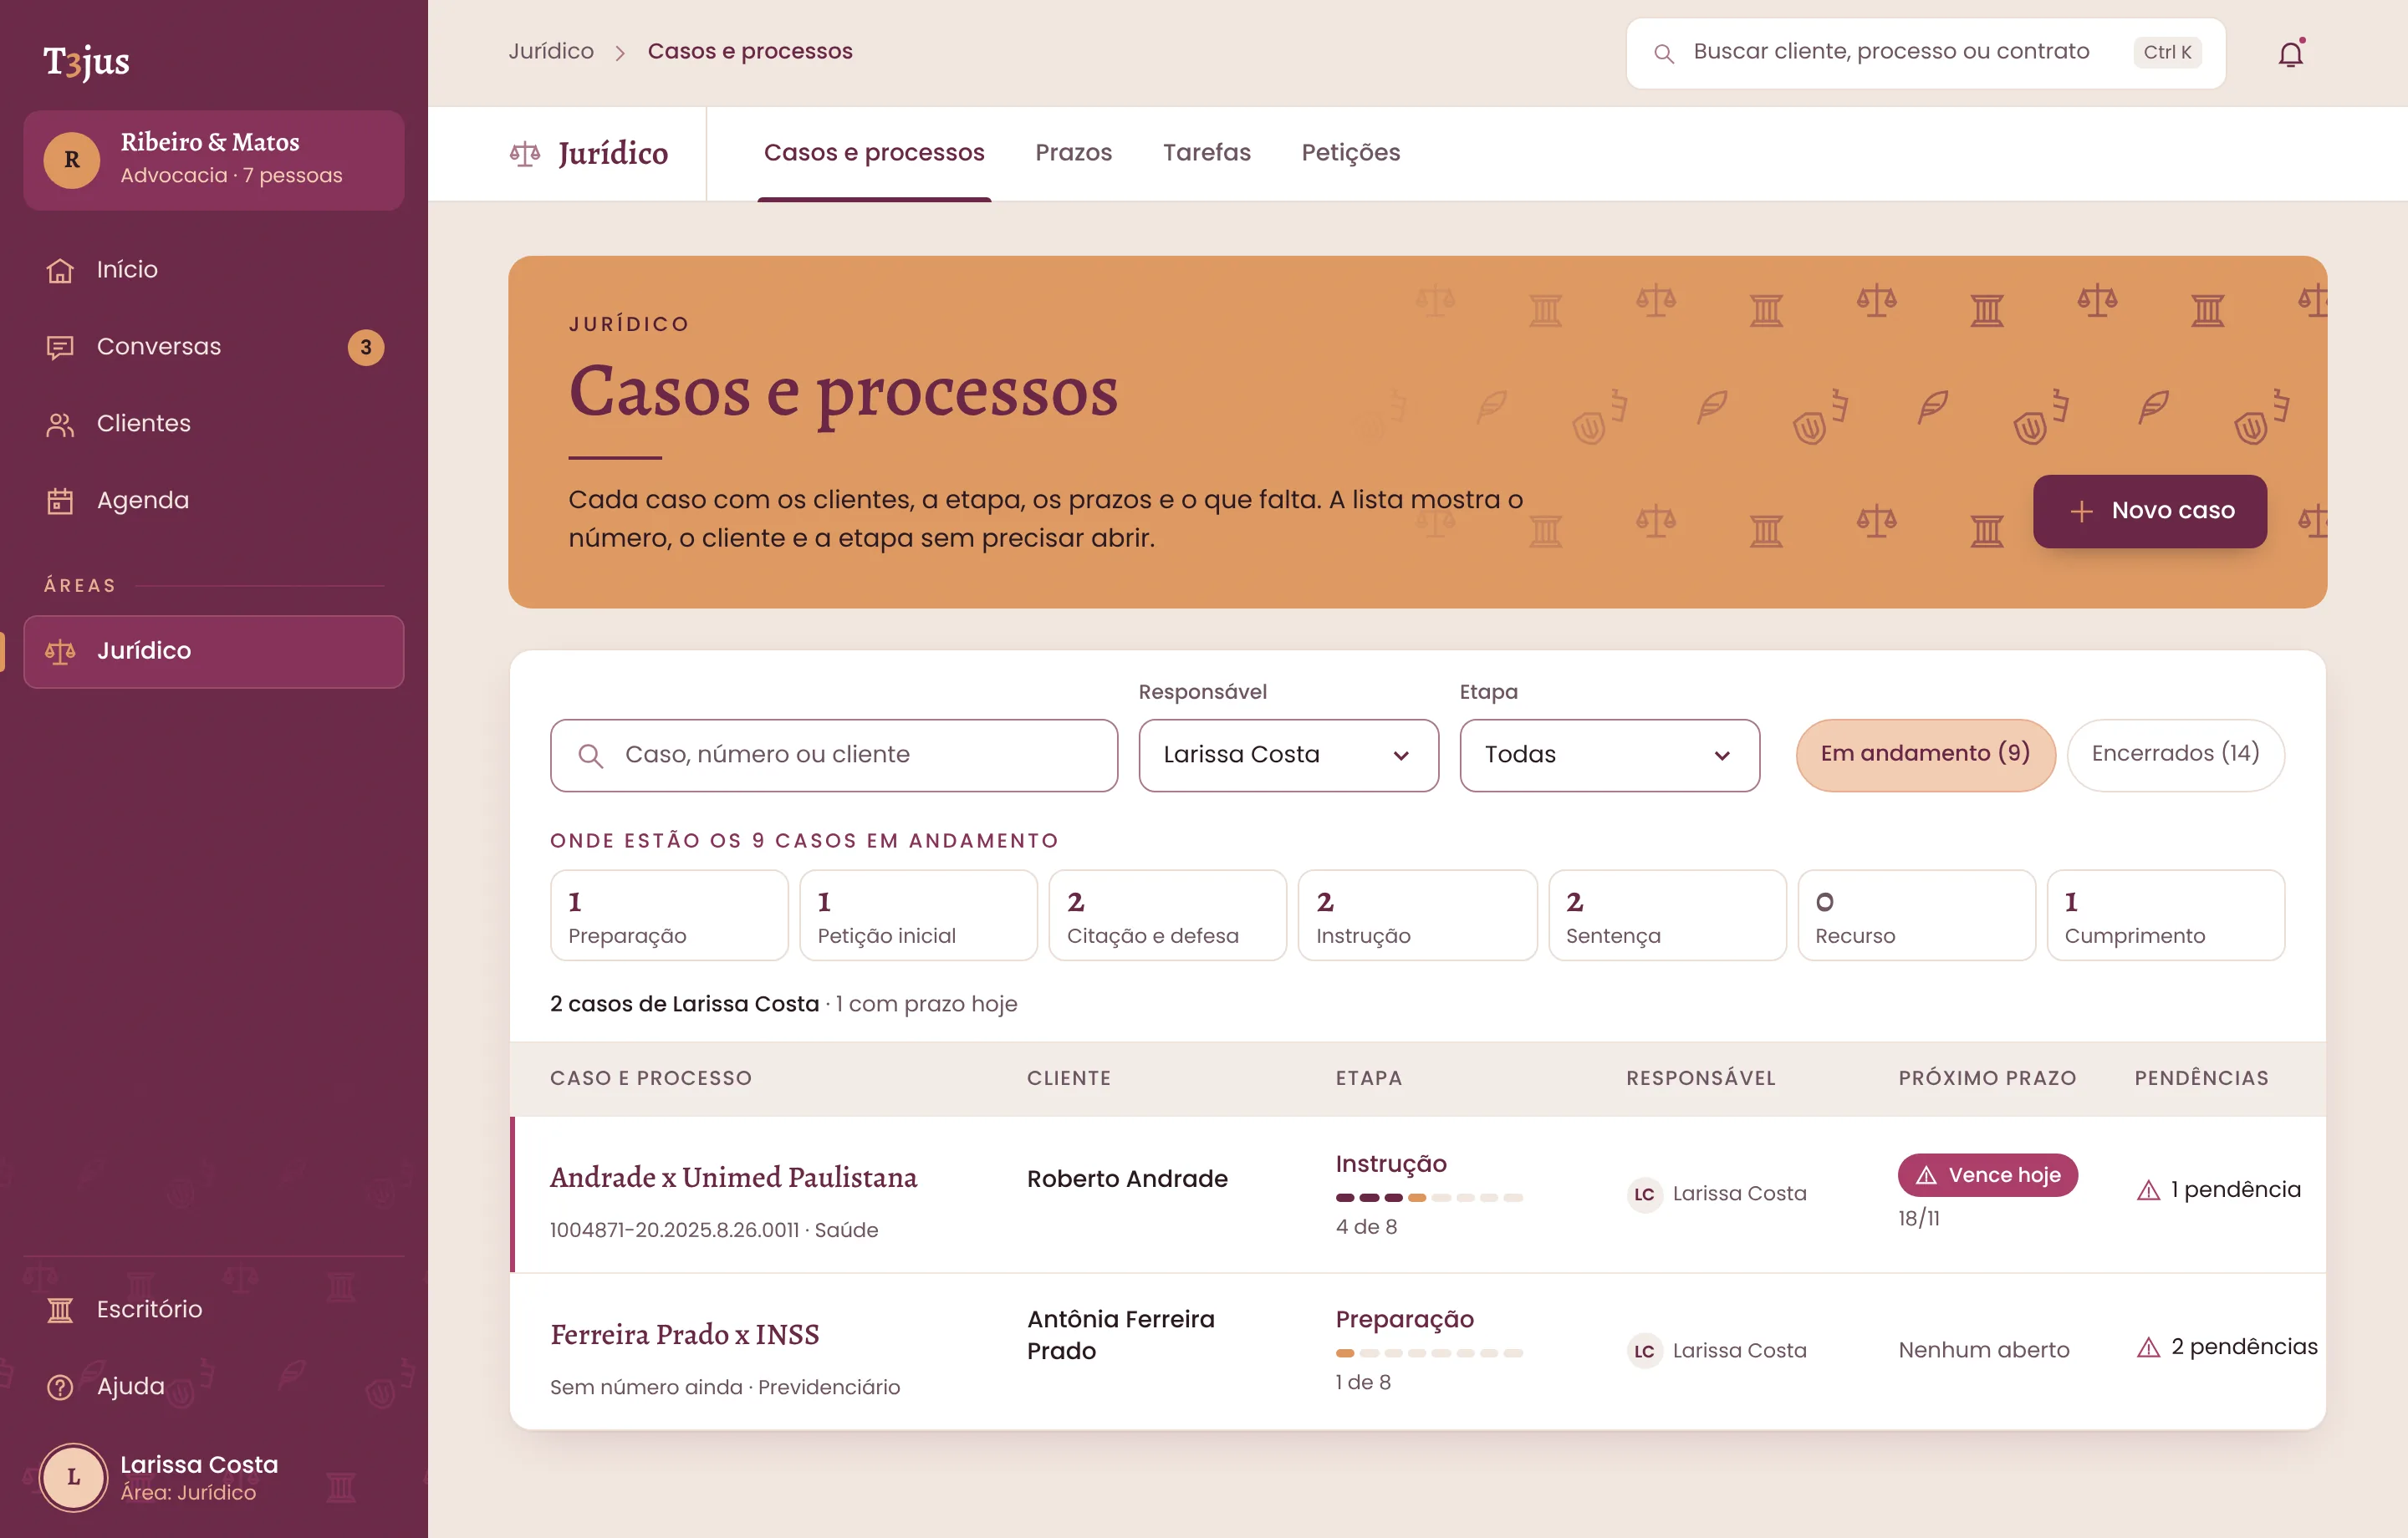 T3jus
R
Ribeiro & Matos
Advocacia · 7 pessoas
Início
Conversas
3
Clientes
Agenda
ÁREAS
Jurídico
Escritório
Ajuda
L
Larissa Costa
Área: Jurídico
Jurídico
Casos e processos
Buscar cliente, processo ou contrato
Ctrl K
Jurídico
Casos e processos
Prazos
Tarefas
Petições
JURÍDICO
Casos e processos
Cada caso com os clientes, a etapa, os prazos e o que falta. A lista mostra o
número, o cliente e a etapa sem precisar abrir.
Novo caso
Responsável
Etapa
Caso, número ou cliente
Larissa Costa
Todas
Em andamento (9)
Encerrados (14)
ONDE ESTÃO OS 9 CASOS EM ANDAMENTO
1
Preparação
1
Petição inicial
2
Citação e defesa
2
Instrução
2
Sentença
0
Recurso
1
Cumprimento
2 casos de Larissa Costa · 1 com prazo hoje
CASO E PROCESSO
CLIENTE
ETAPA
RESPONSÁVEL
PRÓXIMO PRAZO
PENDÊNCIAS
Andrade x Unimed Paulistana
1004871-20.2025.8.26.0011 · Saúde
Roberto Andrade
Instrução
4 de 8
LC
Larissa Costa
Vence hoje
18/11
1 pendência
Ferreira Prado x INSS
Sem número ainda · Previdenciário
Antônia Ferreira
Prado
Preparação
1 de 8
LC
Larissa Costa
Nenhum aberto
2 pendências